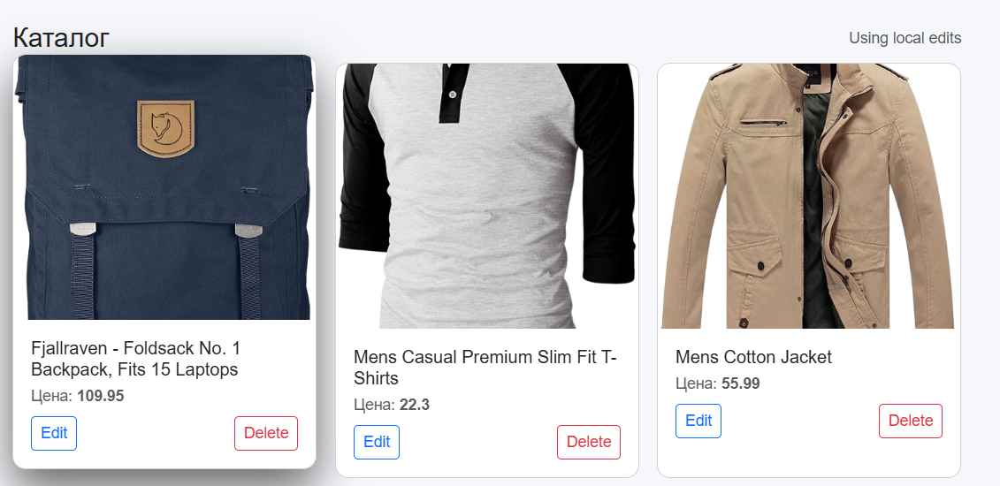 Каталог
Using local edits
Fjallraven - Foldsack No. 1
Backpack, Fits 15 Laptops
Цена: 109.95
Edit
Delete
Mens Casual Premium Slim Fit T-
Shirts
Цена: 22.3
Edit
Delete
Mens Cotton Jacket
Цена: 55.99
Edit
Delete